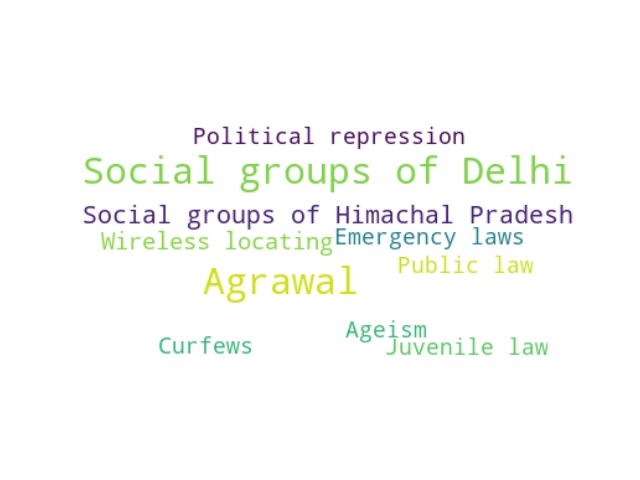 Political repression
Social groups of Delhi
Social groups of Himachal Pradesh
Wireless locating
Emergency laws
Public law
Agrawal
Ageism
Curfews
Juvenile law